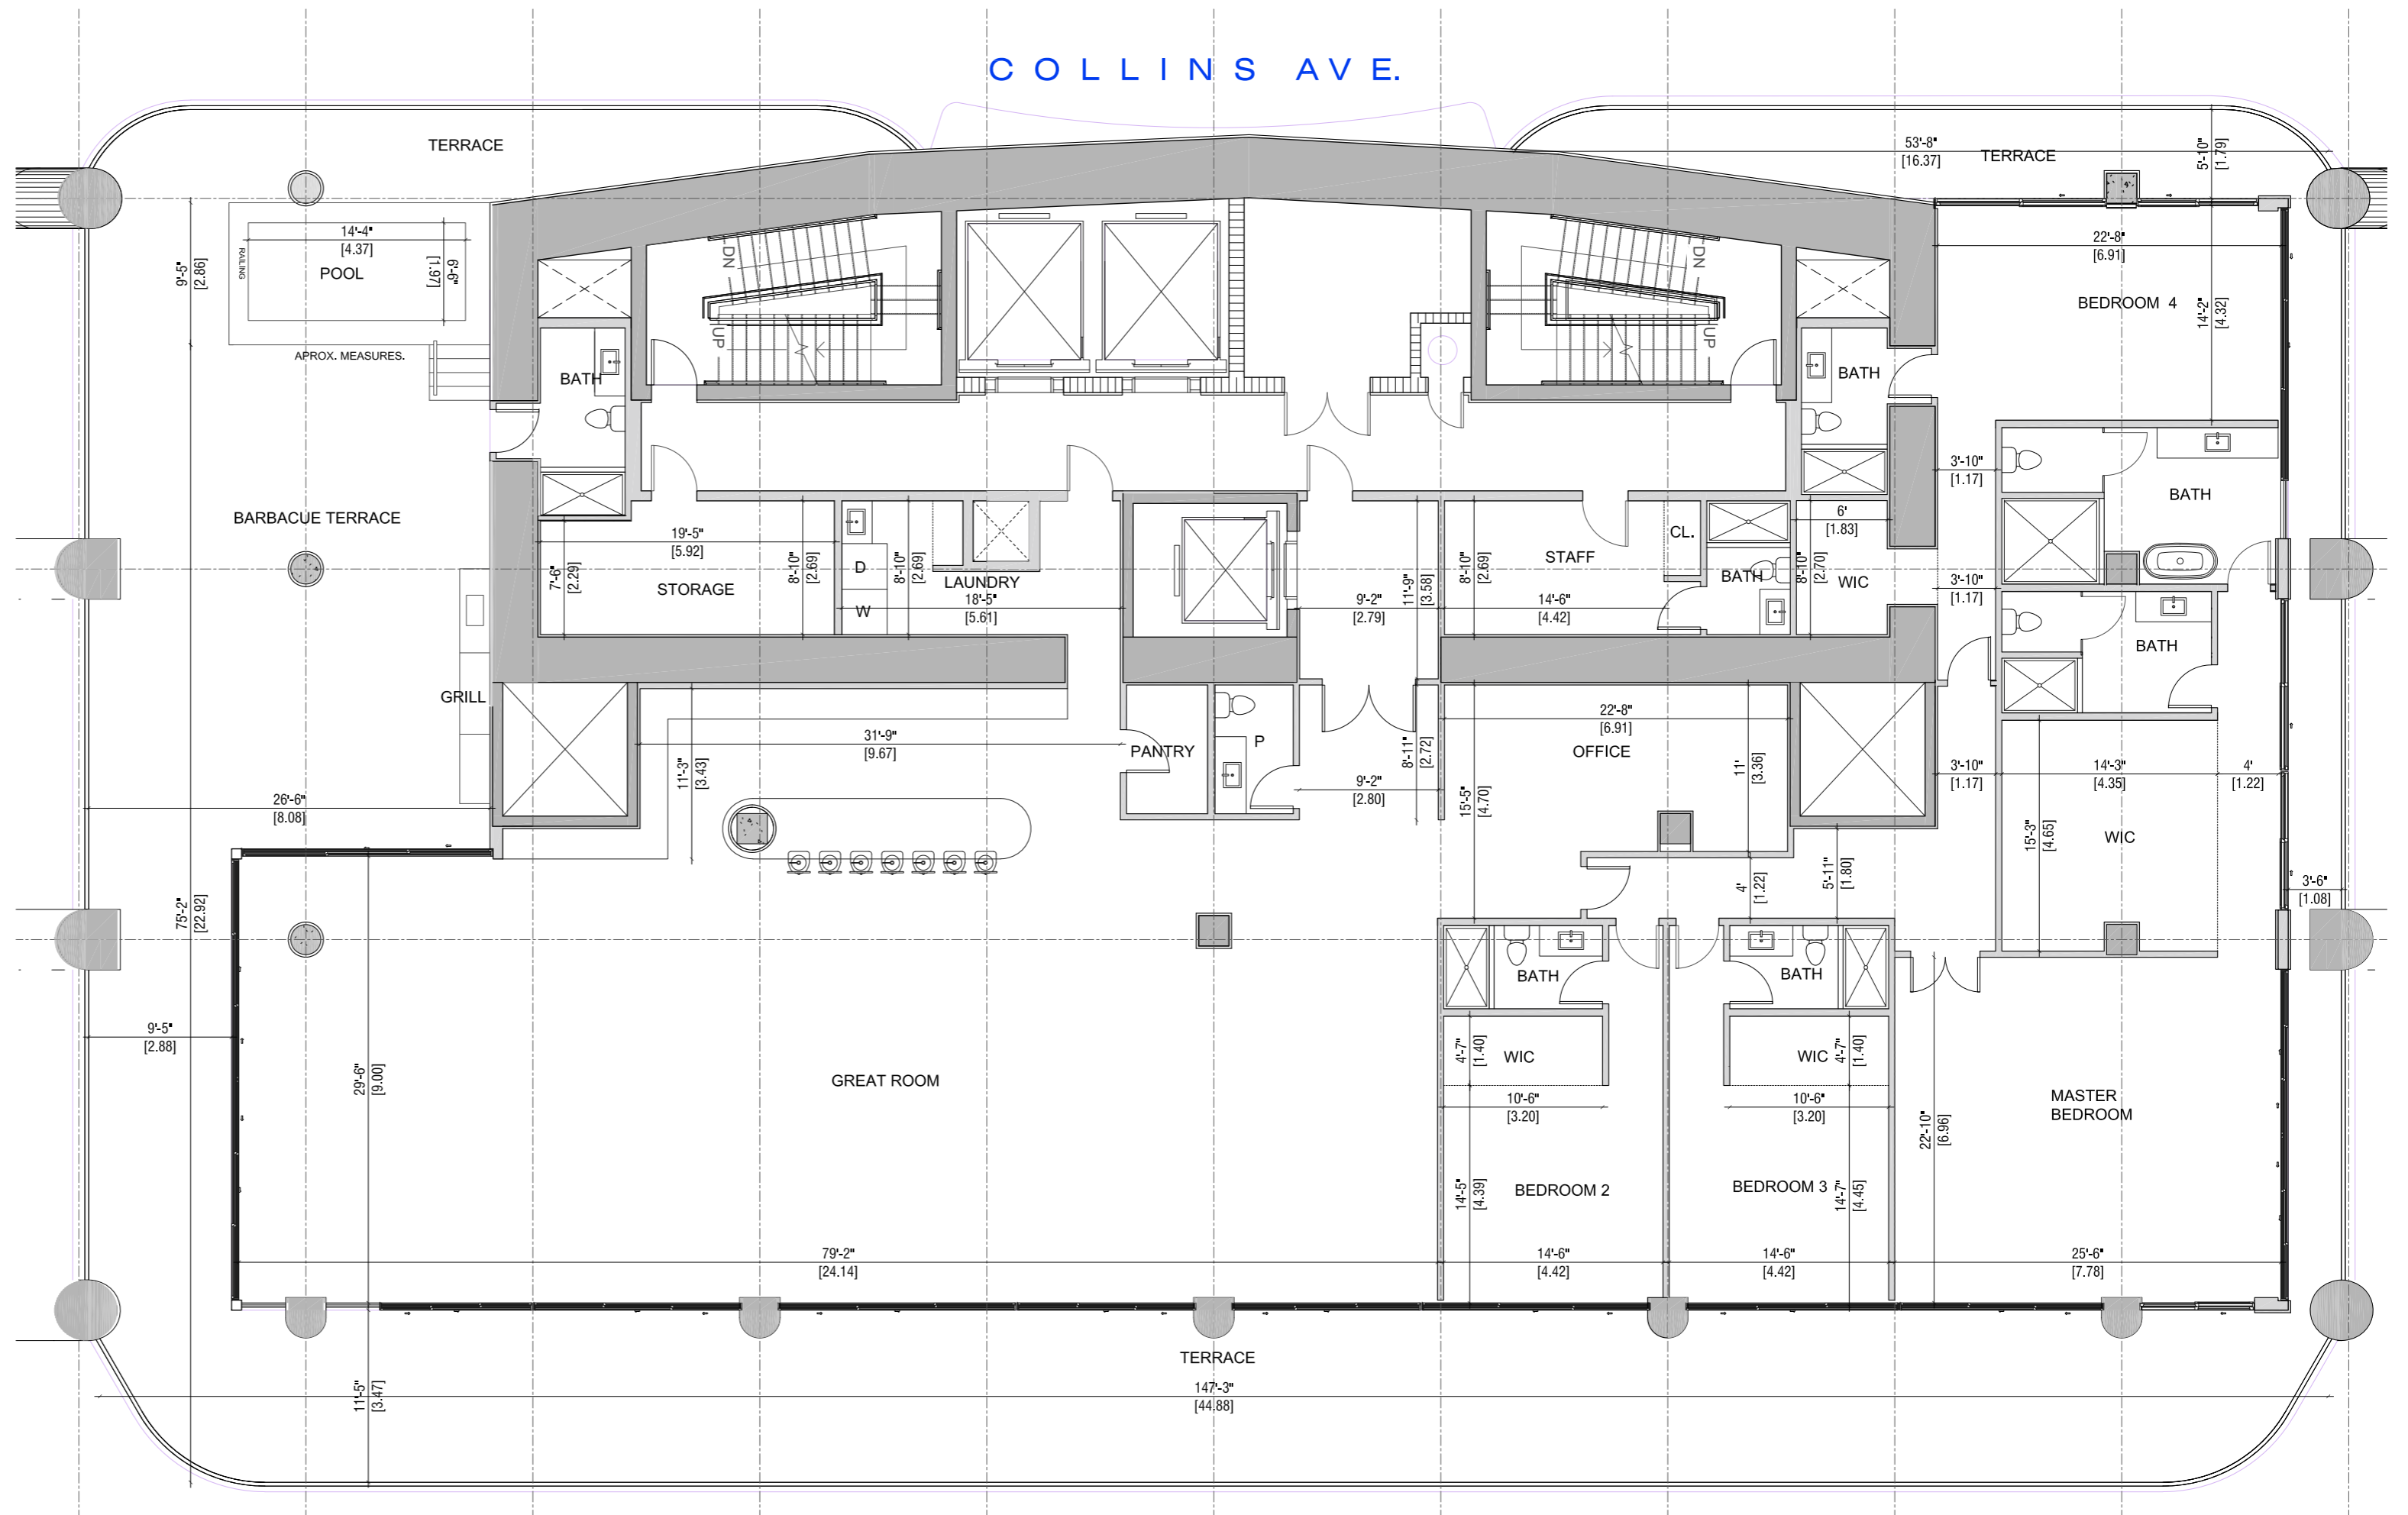 COLLINS AVE.
TERRACE
53'-8"
[16.37]
TERRACE
5'-10"
[1.79]
14'-4"
[4.37]
POOL
RAILING
6'-6"
[1.97]
9'-5"
[2.86]
APROX. MEASURES.
BATH
DN
UP
DN
UP
BATH
22'-8"
[6.91]
BEDROOM 4
14'-2"
[4.32]
3'-10"
[1.17]
BATH
BARBACUE TERRACE
19'-5"
[5.92]
7'-6"
[2.29]
STORAGE
8'-10"
[2.69]
D
W
8'-10"
[2.69]
LAUNDRY
18'-5"
[5.61]
9'-2"
[2.79]
11'-9"
[3.58]
8'-10"
[2.69]
STAFF
14'-6"
[4.42]
CL.
BATH
6'
[1.83]
8'-10"
[2.70]
WIC
3'-10"
[1.17]
BATH
GRILL
31'-9"
[9.67]
11'-3"
[3.43]
PANTRY
P
8'-11"
[2.72]
9'-2"
[2.80]
22'-8"
[6.91]
OFFICE
11'
[3.36]
15'-5"
[4.70]
3'-10"
[1.17]
14'-3"
[4.35]
4'
[1.22]
15'-3"
[4.65]
WIC
26'-6"
[8.08]
4'
[1.22]
5'-11"
[1.80]
3'-6"
[1.08]
75'-2"
[22.92]
BATH
BATH
9'-5"
[2.88]
29'-6"
[9.00]
GREAT ROOM
4'-7"
[1.40]
WIC
WIC
4'-7"
[1.40]
10'-6"
[3.20]
10'-6"
[3.20]
MASTER
BEDROOM
22'-10"
[6.96]
14'-5"
[4.39]
BEDROOM 2
BEDROOM 3
14'-7"
[4.45]
79'-2"
[24.14]
14'-6"
[4.42]
14'-6"
[4.42]
25'-6"
[7.78]
TERRACE
11'-5"
[3.47]
147'-3"
[44.88]